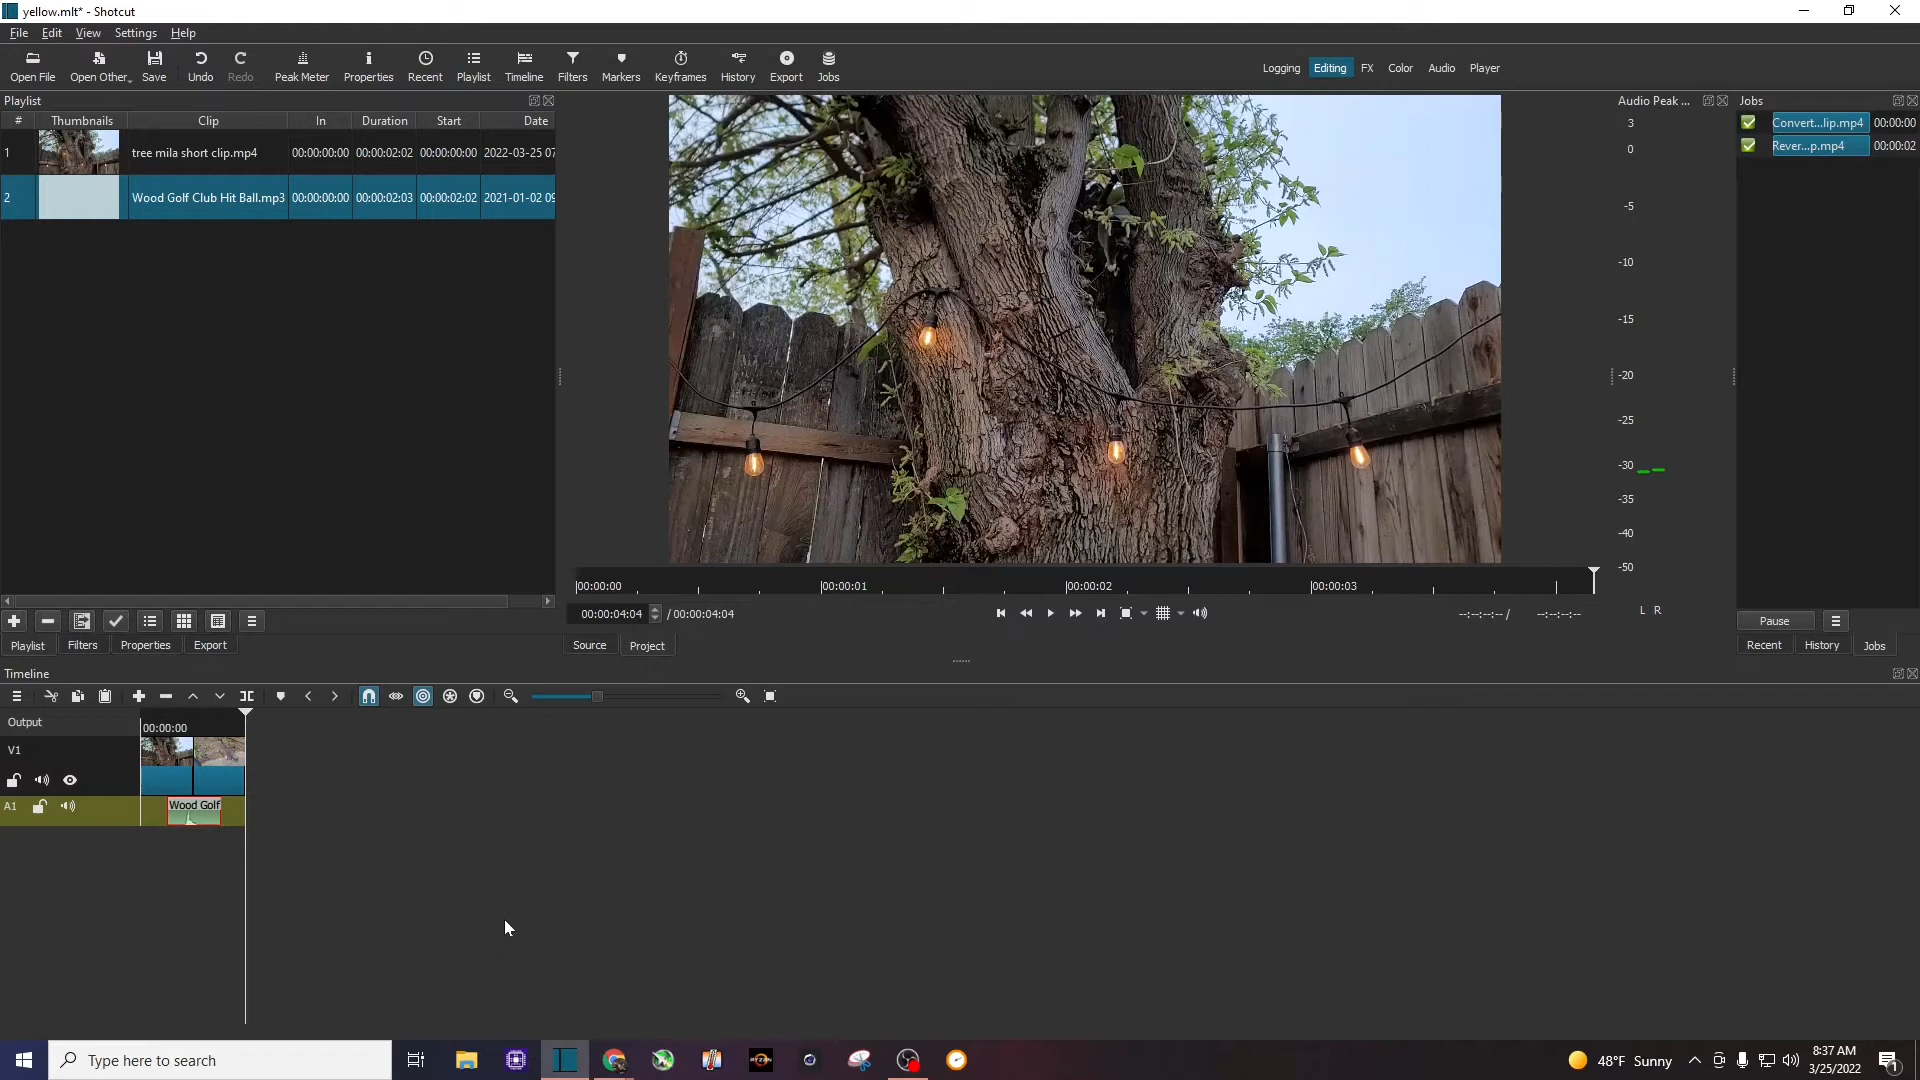 yellow.mlt* - Shotcut
File Edit View Settings Help
Open File Open Other Save Undo Redo Peak Meter Properties Recent Playlist Timeline Filters Markers Keyframes History Export Jobs
Logging Editing FX Color Audio Player
Playlist
# Thumbnails Clip In Duration Start Date
1 tree mila short clip.mp4 00:00:00:00 00:00:02:02 00:00:00:00 2022-03-25 07
2 Wood Golf Club Hit Ball.mp3 00:00:00:00 00:00:02:03 00:00:02:02 2021-01-02 09
Playlist Filters Properties Export
00:00:00 00:00:01 00:00:02 00:00:03
00:00:04:04 / 00:00:04:04
--:--:--:-- / --:--:--:--
Source Project
Audio Peak ...
3
0
-5
-10
-15
-20
-25
-30
-35
-40
-50
L R
Jobs
Convert...lip.mp4 00:00:00
Rever...p.mp4 00:00:02
Pause
Recent History Jobs
Timeline
Output
00:00:00
V1
A1
Wood Golf
Type here to search
RYZEN
48°F Sunny
8:37 AM
3/25/2022
1